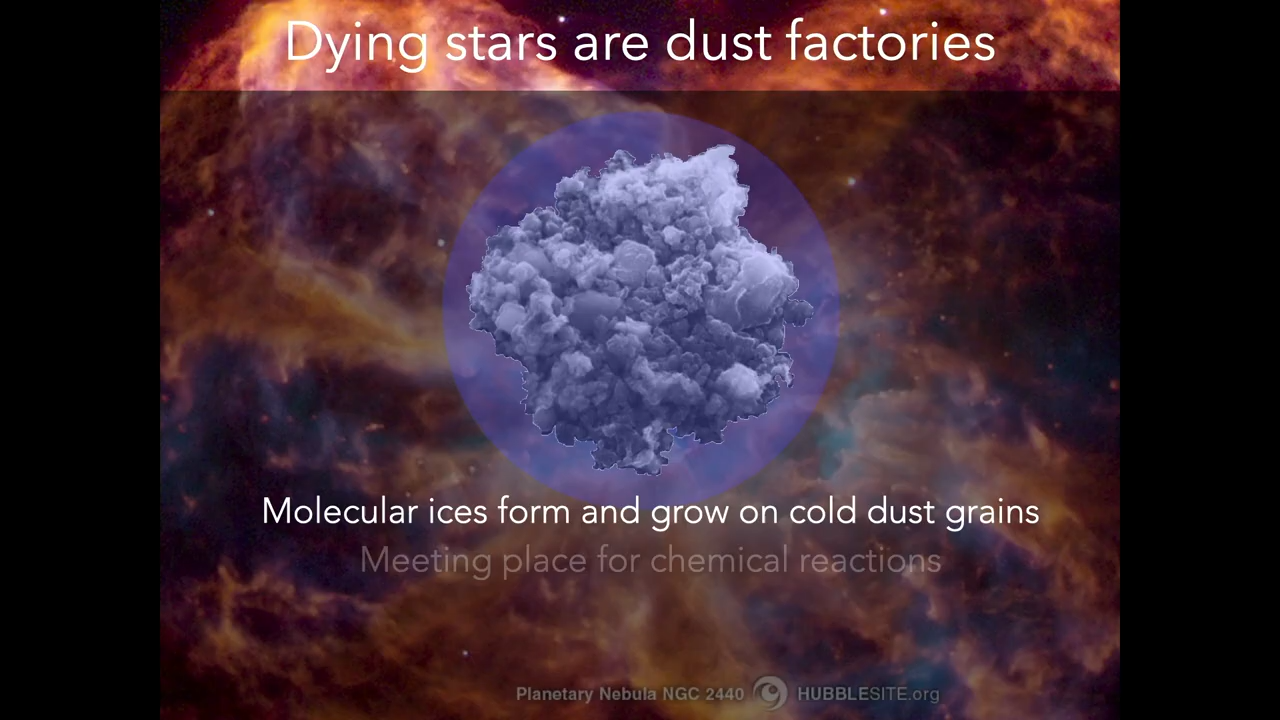 Dying stars are dust factories
Molecular ices form and grow on cold dust grains
Meeting place for chemical reactions
Planetary Nebula NGC 2440 HUBBLESITE.org